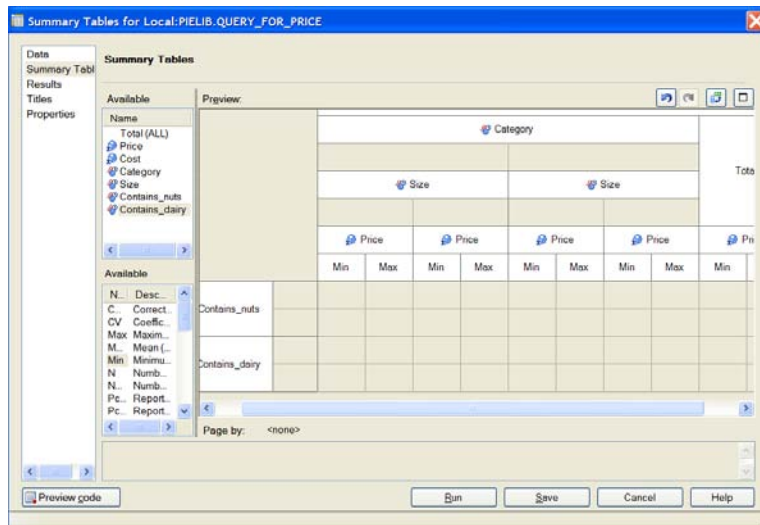 Summary Tables for Local:PIELIB.QUERY_FOR_PRICE
Data
Summary Tabl
Results
Titles
Properties
Summary Tables
Available
Name
Total (ALL)
Price
Cost
Category
Size
Contains_nuts
Contains_dairy
Available
N... Desc...
C... Correct...
CV Coeffic...
Max Maxim...
M... Mean (...
Min Minimu...
N Numb...
N... Numb...
Pc... Report...
Pc... Report...
Preview:
Category
Tota
Size Size
Price Price Price Price Pri
Min Max Min Max Min Max Min Max Min
Contains_nuts
Contains_dairy
Page by: <none>
Preview code
Run Save Cancel Help